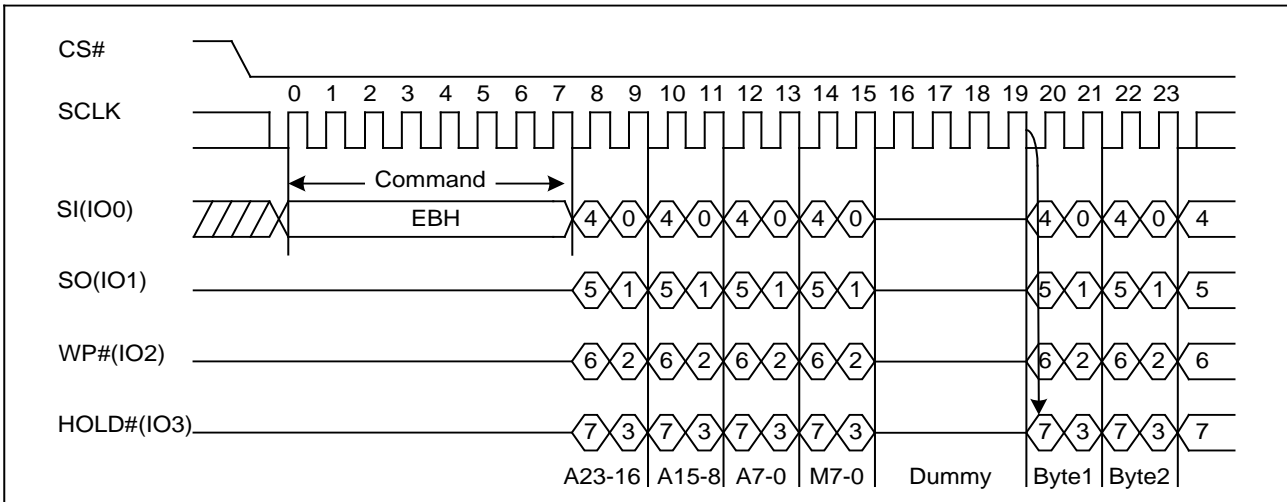 CS#
0 1 2 3 4 5 6 7 8 9 10 11 12 13 14 15 16 17 18 19 20 21 22 23
SCLK
Command
SI(IO0) EBH 4 0 4 0 4 0 4 0 4 0 4 0 4
SO(IO1) 5 1 5 1 5 1 5 1 5 1 5 1 5
WP#(IO2) 6 2 6 2 6 2 6 2 6 2 6 2 6
HOLD#(IO3) 7 3 7 3 7 3 7 3 7 3 7 3 7
A23-16 A15-8 A7-0 M7-0 Dummy Byte1 Byte2